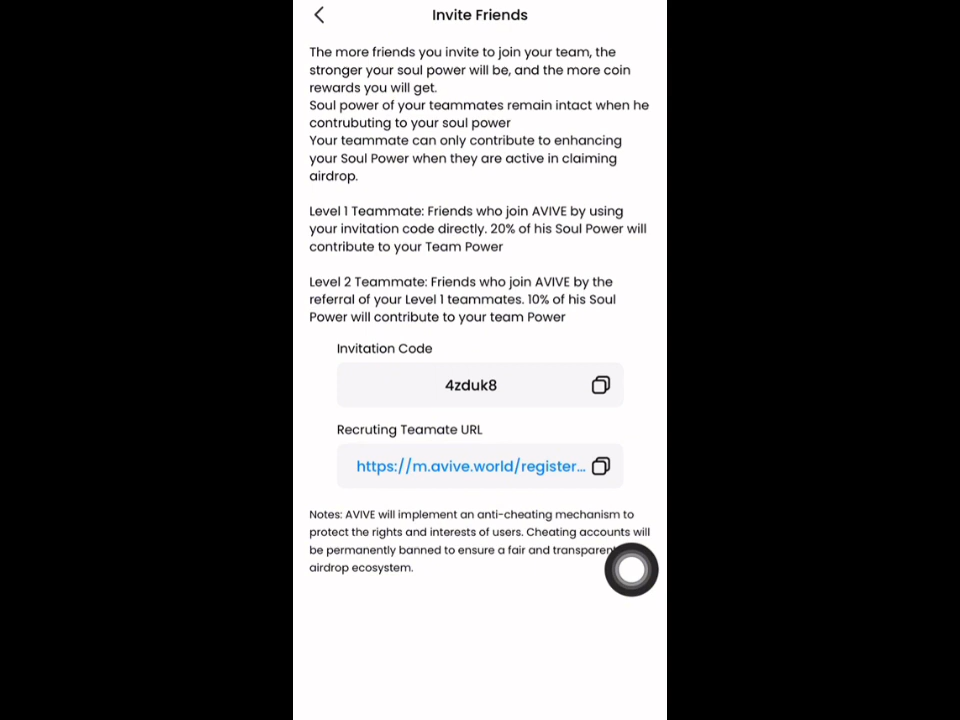 Invite Friends
The more friends you invite to join your team, the
stronger your soul power will be, and the more coin
rewards you will get.
Soul power of your teammates remain intact when he
contrubuting to your soul power
Your teammate can only contribute to enhancing
your Soul Power when they are active in claiming
airdrop.
Level 1 Teammate: Friends who join AVIVE by using
your invitation code directly. 20% of his Soul Power will
contribute to your Team Power
Level 2 Teammate: Friends who join AVIVE by the
referral of your Level 1 teammates. 10% of his Soul
Power will contribute to your team Power
Invitation Code
4zduk8
Recruting Teamate URL
https://m.avive.world/register...
Notes: AVIVE will implement an anti-cheating mechanism to
protect the rights and interests of users. Cheating accounts will
be permanently banned to ensure a fair and transparent
airdrop ecosystem.